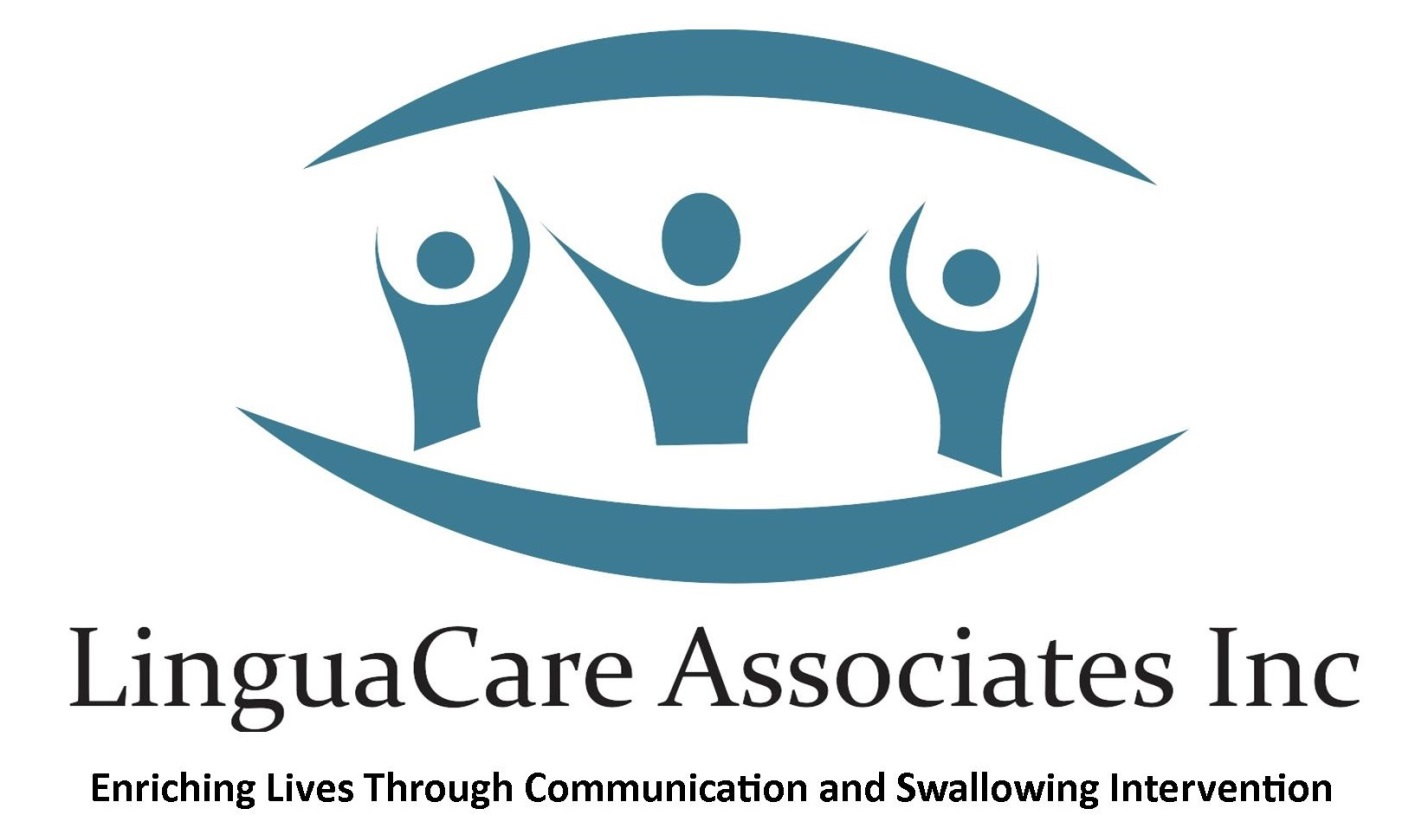 LinguaCare Associates Inc
Enriching Lives Through Communication and Swallowing Intervention